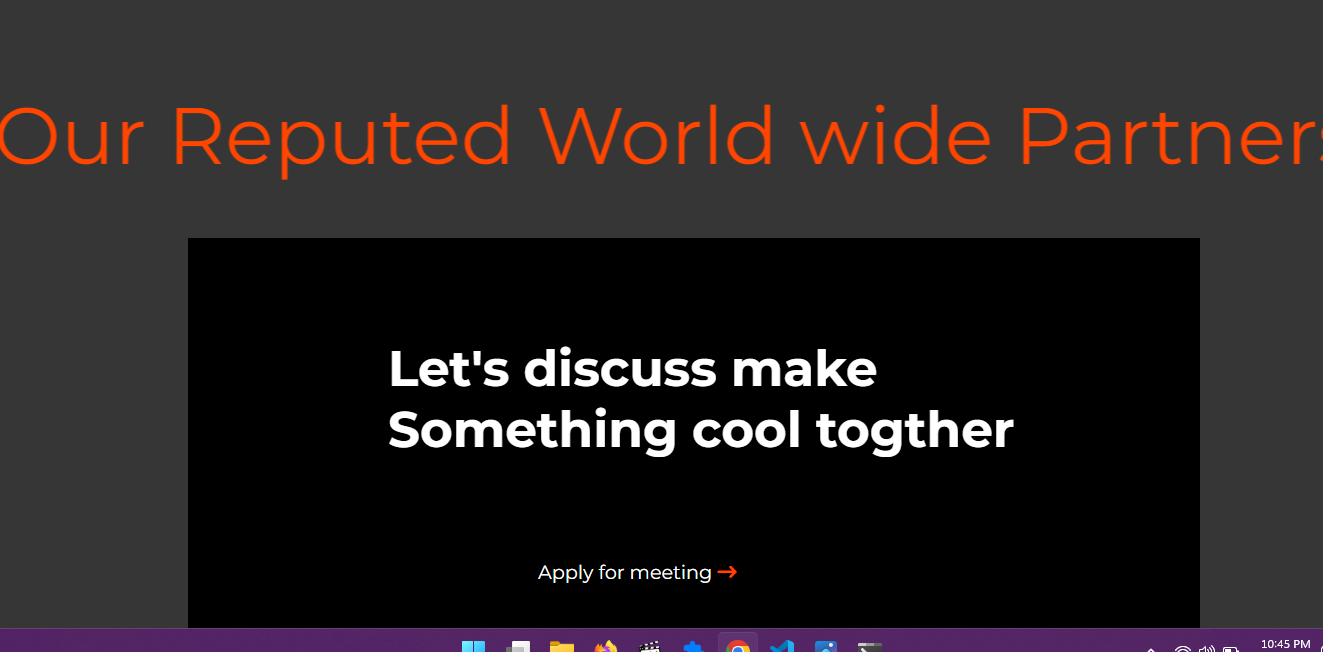 Our Reputed World wide Partners
Let's discuss make
Something cool togther
Apply for meeting →
10:45 PM